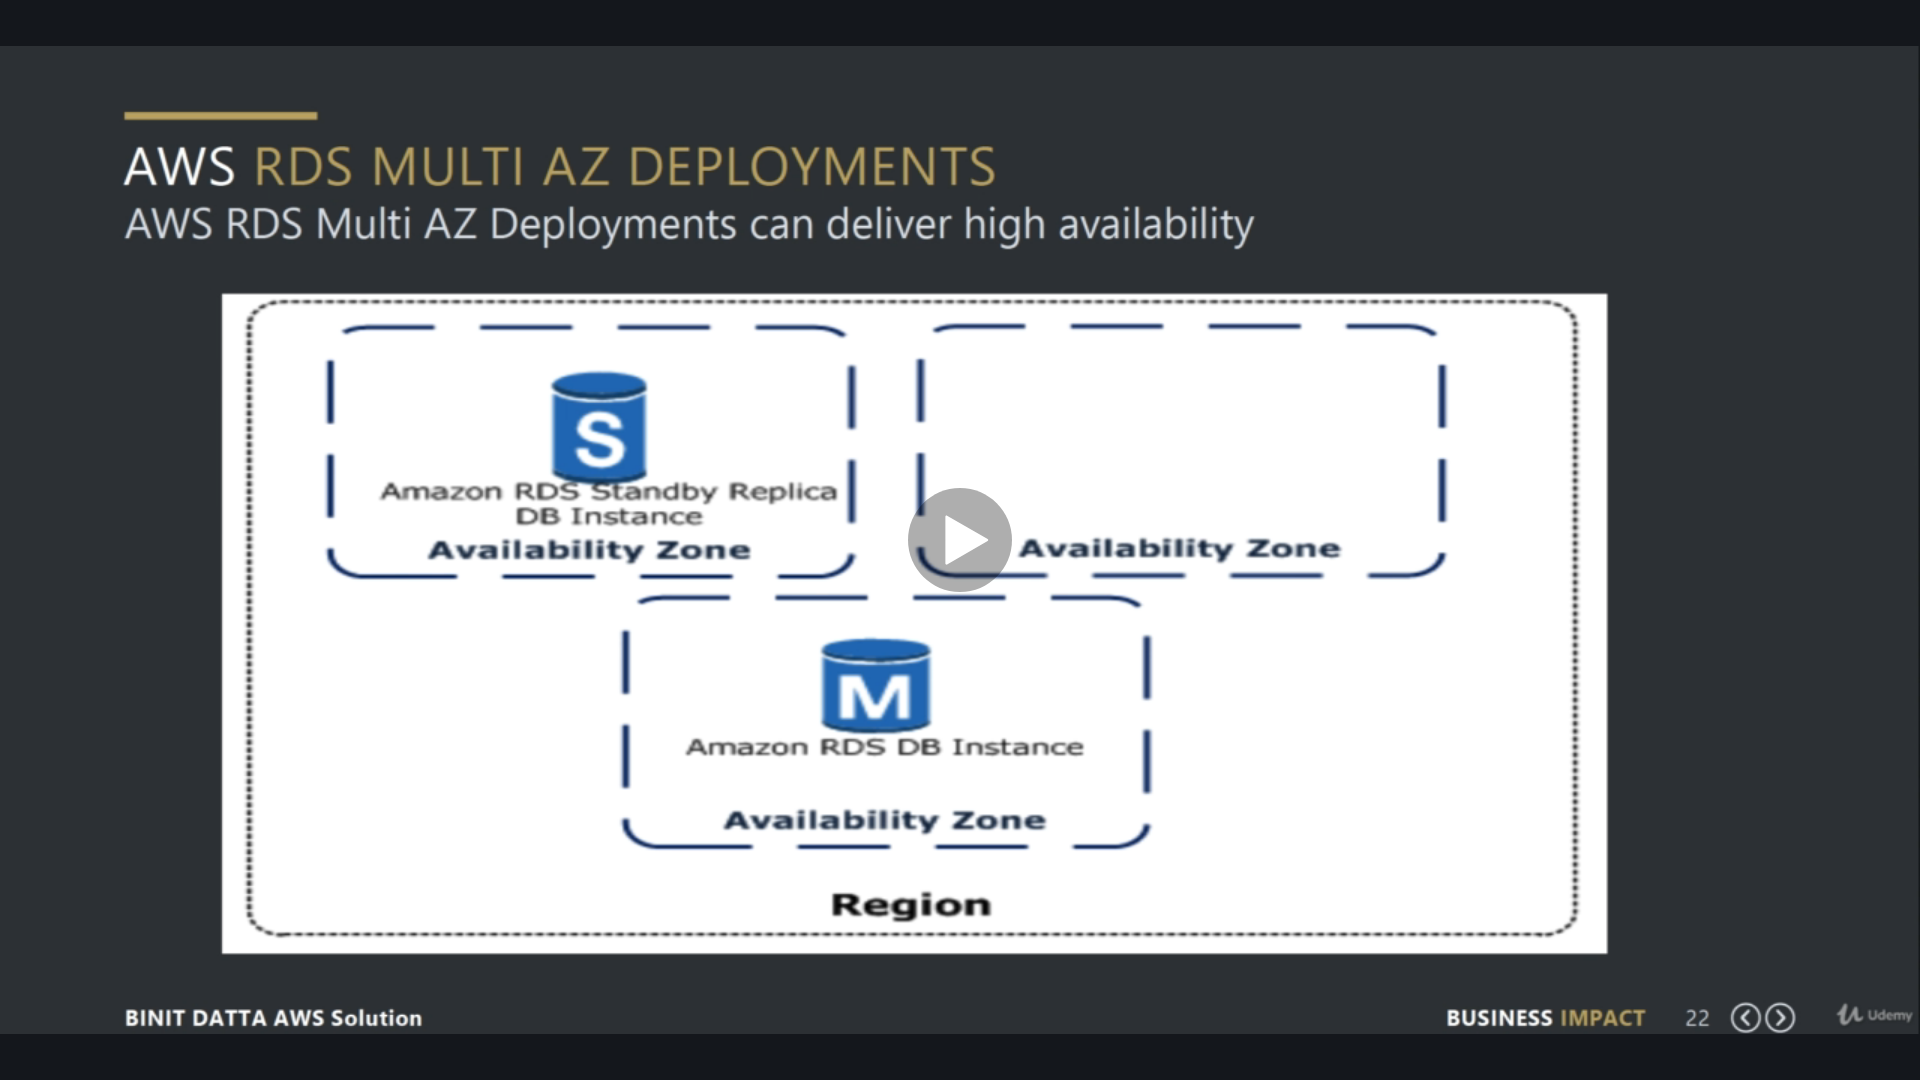 AWS RDS MULTI AZ DEPLOYMENTS
AWS RDS Multi AZ Deployments can deliver high availability
S
Amazon RDS Standby Replica
DB Instance
Availability Zone
Availability Zone
M
Amazon RDS DB Instance
Availability Zone
Region
BINIT DATTA AWS Solution
BUSINESS IMPACT 22
Udemy